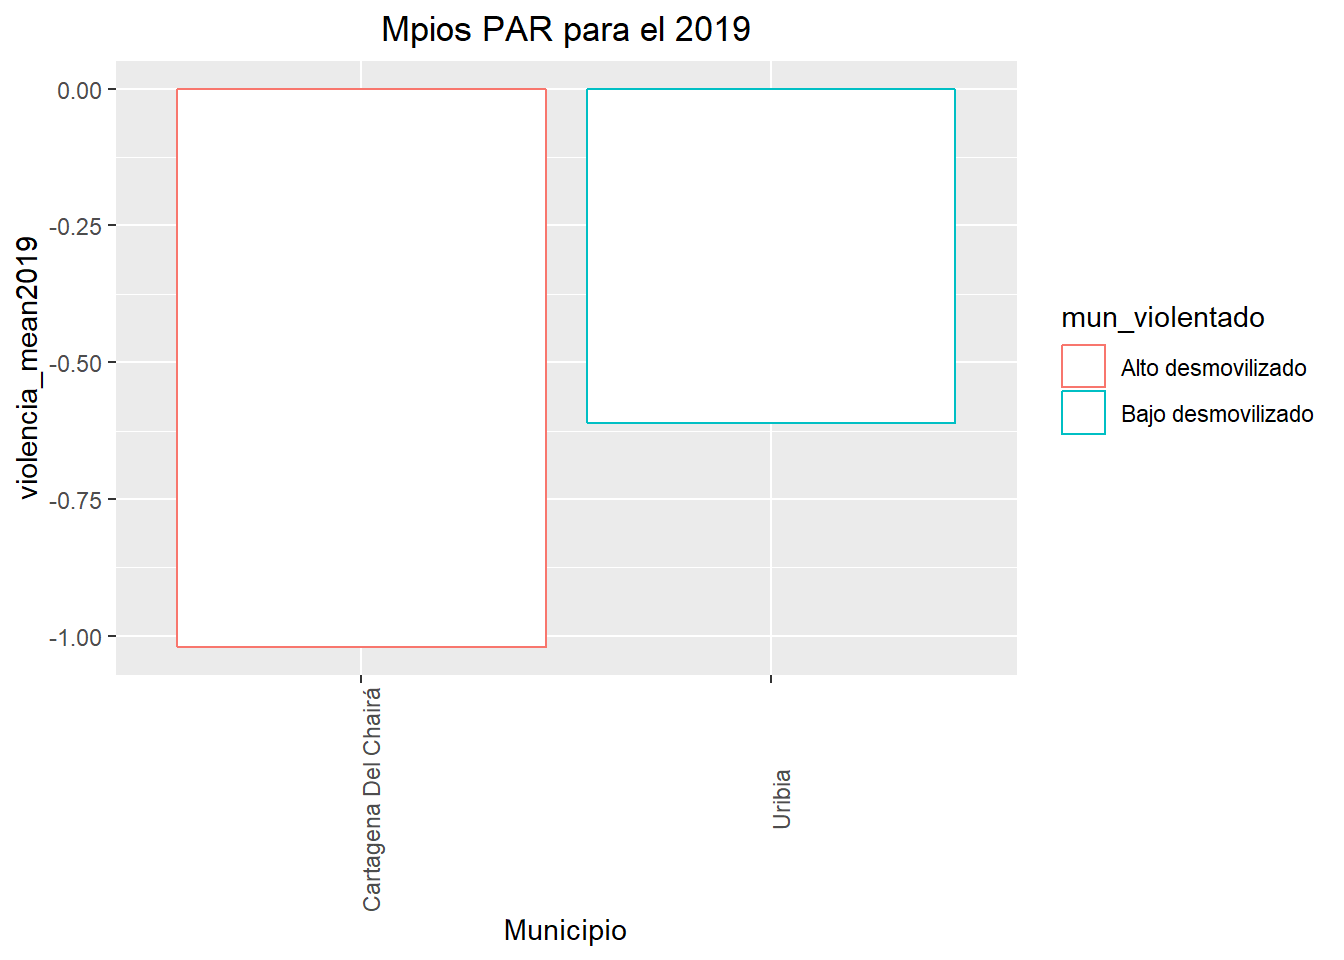 Mpios PAR para el 2019
violencia_mean2019
0.00
-0.25
-0.50
-0.75
-1.00
Cartagena Del Chairá
Uribia
Municipio
mun_violentado
Alto desmovilizado
Bajo desmovilizado